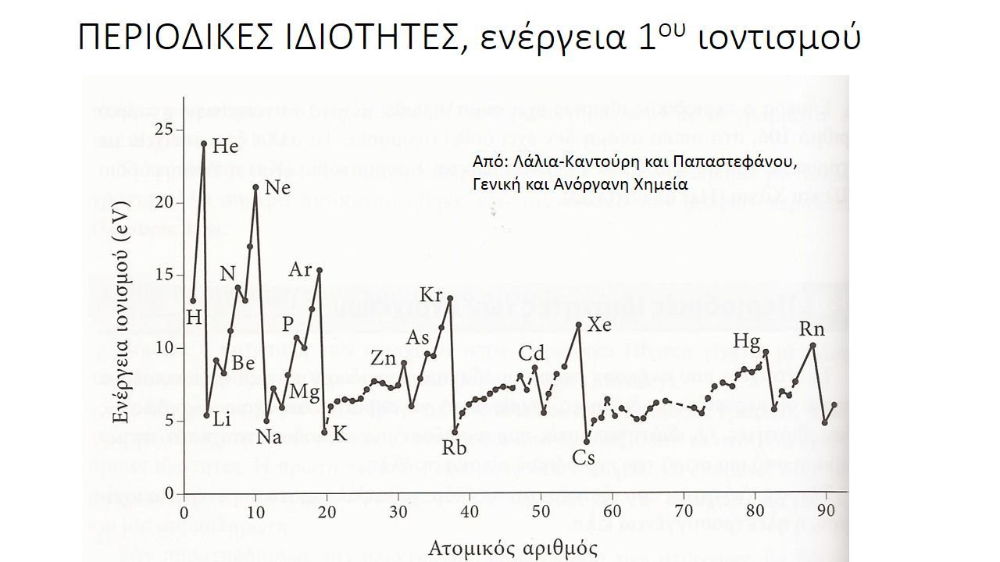 ΠΕΡΙΟΔΙΚΕΣ ΙΔΙΟΤΗΤΕΣ, ενέργεια 1ου ιοντισμού
Από: Λάλια-Καντούρη και Παπαστεφάνου,
Γενική και Ανόργανη Χημεία
Ενέργεια ιονισμού (eV)
25
20
15
10
5
0
He
Ne
N
Ar
H
P
Kr
As
Zn
Be
Mg
Li
Na
K
Rb
Cd
Xe
Cs
Hg
Rn
0 10 20 30 40 50 60 70 80 90
Ατομικός αριθμός